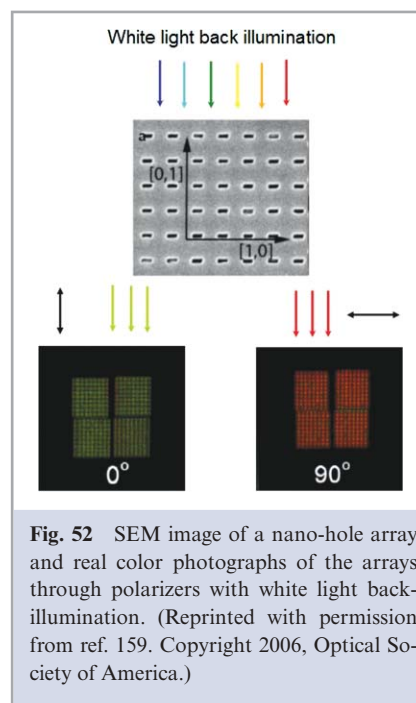 White light back illumination
a
[0,1]
[1,0]
0°
90°
Fig. 52 SEM image of a nano-hole array
and real color photographs of the arrays
through polarizers with white light back-
illumination. (Reprinted with permission
from ref. 159. Copyright 2006, Optical So-
ciety of America.)